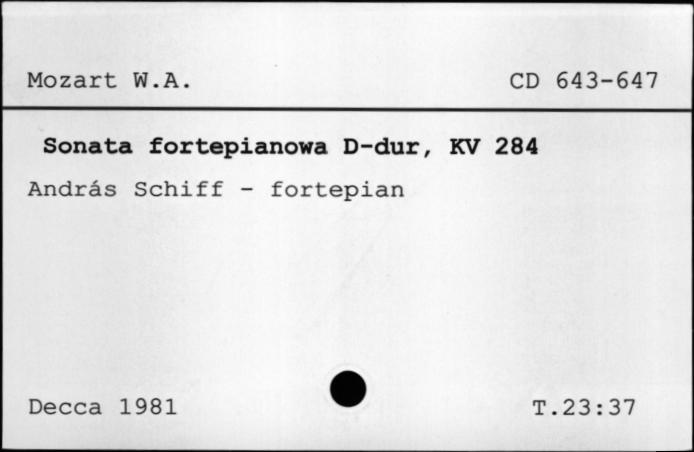 Mozart W.A. CD 643-647
Sonata fortepianowa D-dur, KV 284
András Schiff - fortepian
Decca 1981 T.23:37